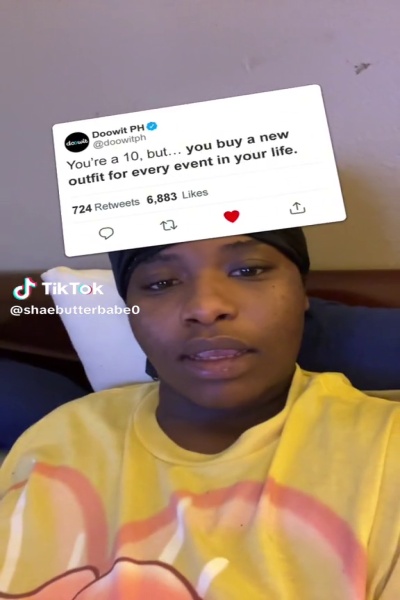 Doowit PH
doowit
@doowitph
You're a 10, but... you buy a new
outfit for every event in your life.
724 Retweets 6,883 Likes
TikTok
@shaebutterbabe0